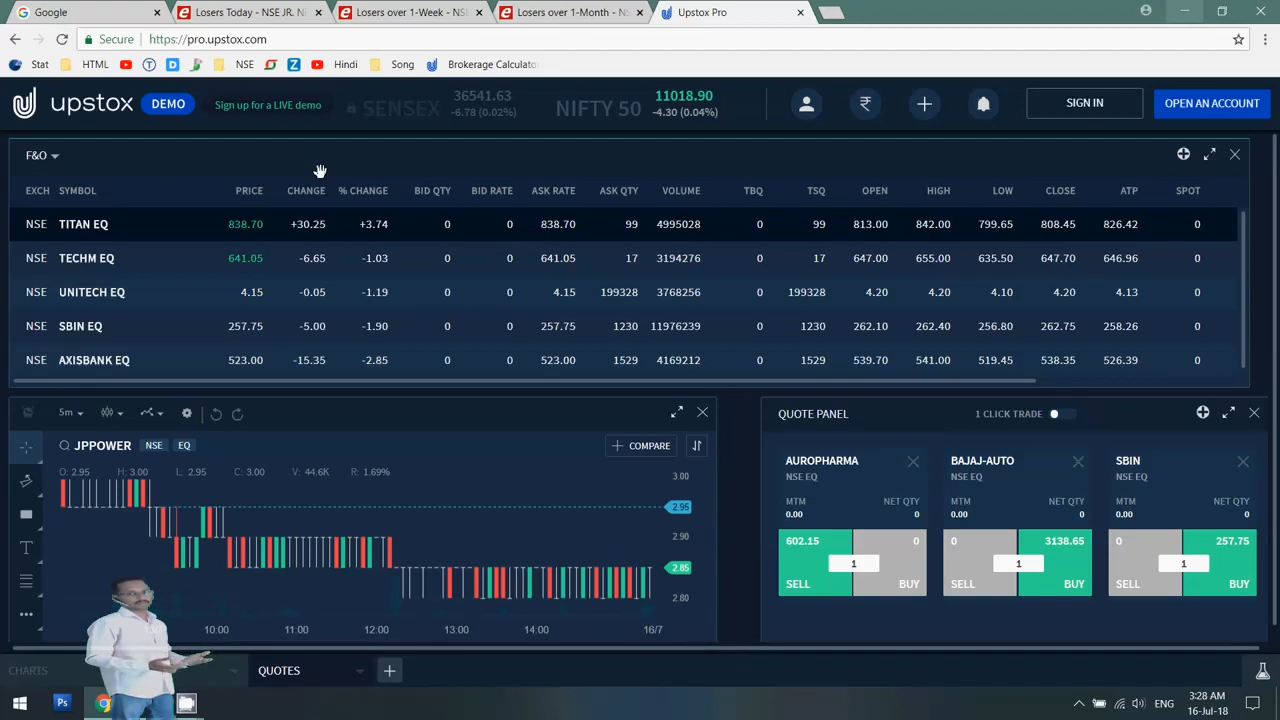 Google
Losers Today - NSE JR. N
Losers over 1-Week - NS
Losers over 1-Month - NS
Upstox Pro
Secure https://pro.upstox.com
Stat HTML NSE Hindi Song Brokerage Calculato
upstox DEMO Sign up for a LIVE demo SENSEX 36541.63 -6.78 (0.02%) NIFTY 50 11018.90 -4.30 (0.04%) SIGN IN OPEN AN ACCOUNT
F&O
EXCH SYMBOL PRICE CHANGE % CHANGE BID QTY BID RATE ASK RATE ASK QTY VOLUME TBQ TSQ OPEN HIGH LOW CLOSE ATP SPOT
NSE TITAN EQ 838.70 +30.25 +3.74 0 0 838.70 99 4995028 0 99 813.00 842.00 799.65 808.45 826.42 0
NSE TECHM EQ 641.05 -6.65 -1.03 0 0 641.05 17 3194276 0 17 647.00 655.00 635.50 647.70 646.96 0
NSE UNITECH EQ 4.15 -0.05 -1.19 0 0 4.15 199328 3768256 0 199328 4.20 4.20 4.10 4.20 4.13 0
NSE SBIN EQ 257.75 -5.00 -1.90 0 0 257.75 1230 11976239 0 1230 262.10 262.40 256.80 262.75 258.26 0
NSE AXISBANK EQ 523.00 -15.35 -2.85 0 0 523.00 1529 4169212 0 1529 539.70 541.00 519.45 538.35 526.39 0
5m
JPPOWER NSE EQ COMPARE
O: 2.95 H: 3.00 L: 2.95 C: 3.00 V: 44.6K R: 1.69%
3.00
2.95
2.90
2.85
2.80
10:00 11:00 12:00 13:00 14:00 16/7
QUOTE PANEL 1 CLICK TRADE
AUROPHARMA BAJAJ-AUTO SBIN
NSE EQ NSE EQ NSE EQ
MTM NET QTY MTM NET QTY MTM NET QTY
0.00 0 0.00 0 0.00 0
602.15 0 0 3138.65 0 257.75
1 1 1
SELL BUY SELL BUY SELL BUY
CHARTS QUOTES
Ps ENG 3:28 AM
16-Jul-18